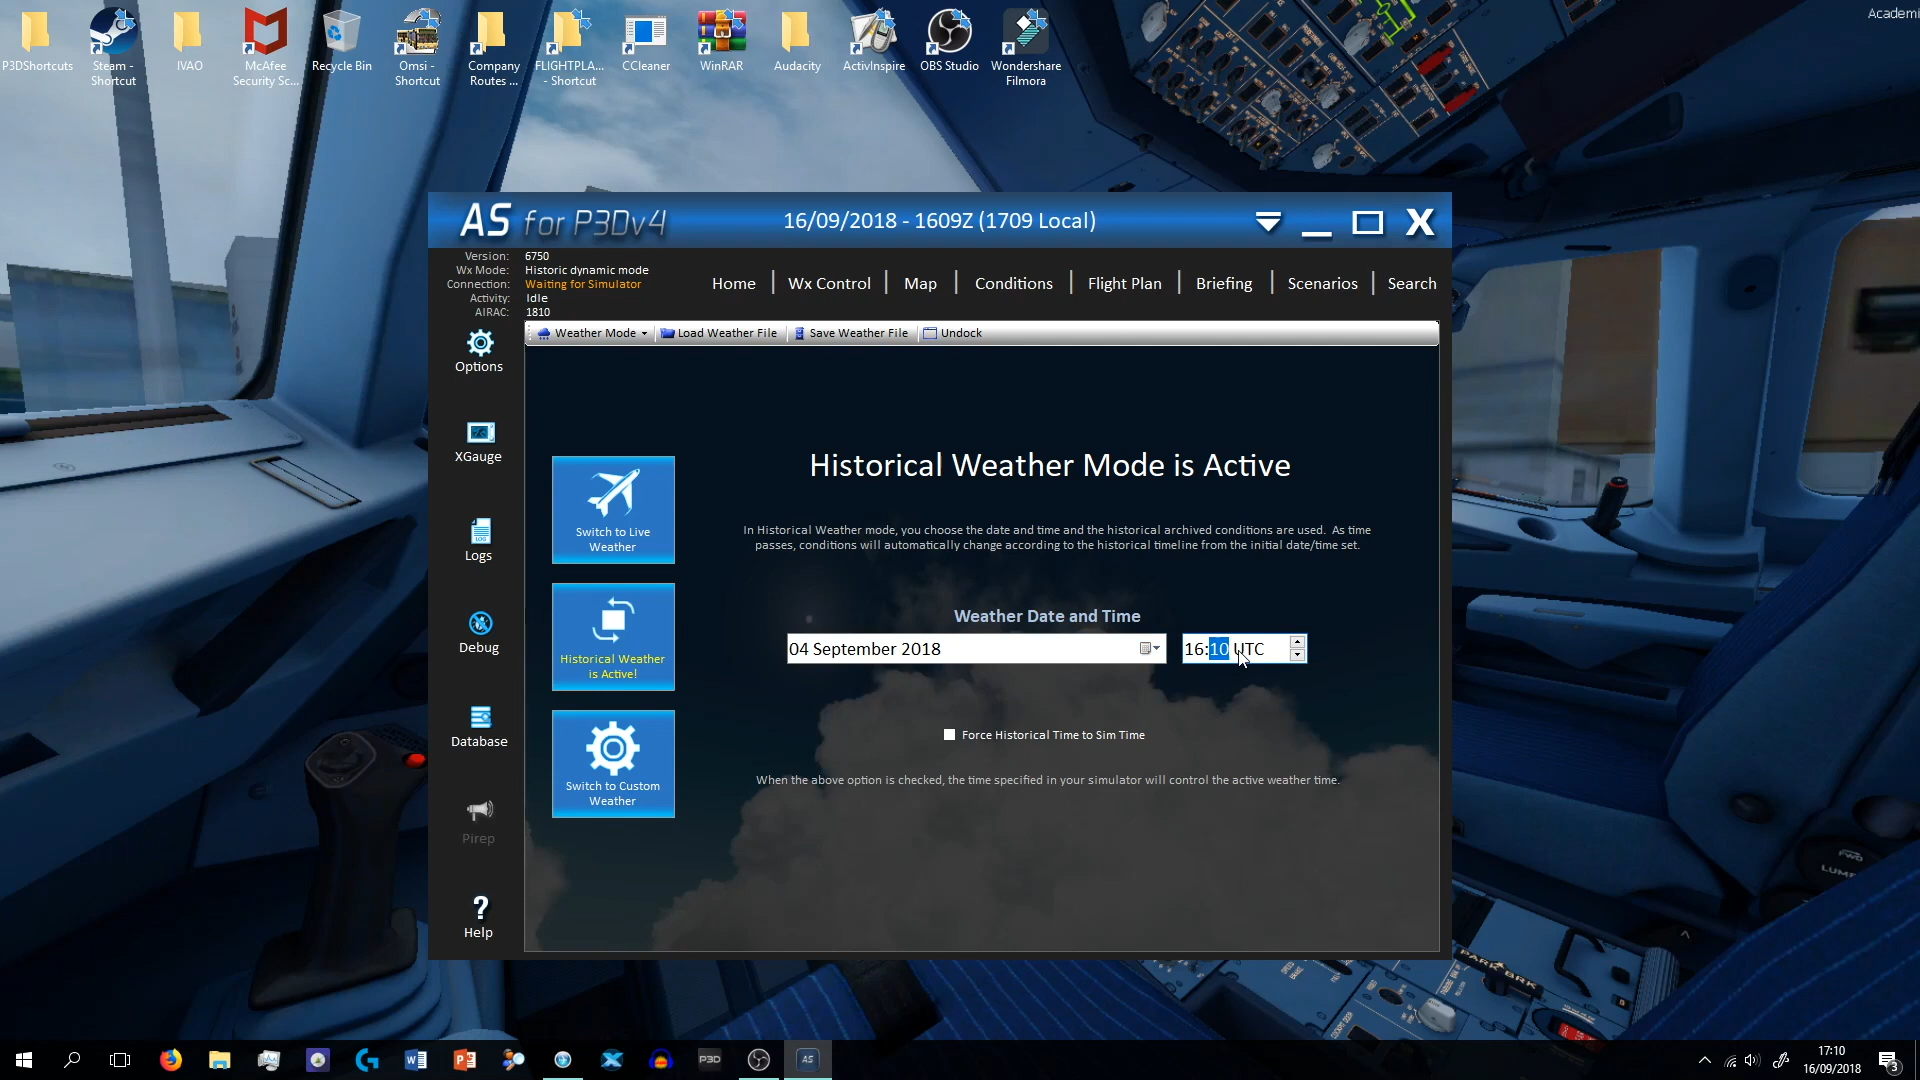 Academi
P3DShortcuts
Steam - Shortcut
IVAO
McAfee Security Sc...
Recycle Bin
Omsi - Shortcut
Company Routes ...
FLIGHTPLA... - Shortcut
CCleaner
WinRAR
Audacity
ActivInspire
OBS Studio
Wondershare Filmora
AS for P3Dv4
16/09/2018 - 1609Z (1709 Local)
X
Version: 6750
Wx Mode: Historic dynamic mode
Connection: Waiting for Simulator
Activity: Idle
AIRAC: 1810
Home | Wx Control | Map | Conditions | Flight Plan | Briefing | Scenarios | Search
Weather Mode
Load Weather File
Save Weather File
Undock
Options
XGauge
LOG
Logs
Debug
Database
Pirep
?
Help
Switch to Live
Weather
Historical Weather
is Active!
Switch to Custom
Weather
Historical Weather Mode is Active
In Historical Weather mode, you choose the date and time and the historical archived conditions are used. As time
passes, conditions will automatically change according to the historical timeline from the initial date/time set.
Weather Date and Time
04 September 2018
16:10 UTC
Force Historical Time to Sim Time
When the above option is checked, the time specified in your simulator will control the active weather time.
PARK BRK
P3D
AS
17:10
16/09/2018
3